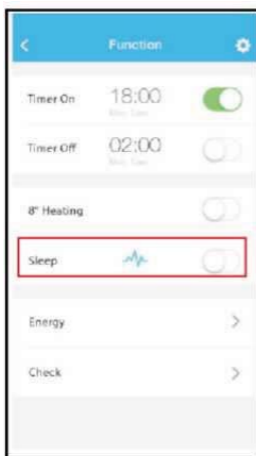 Function
Timer On 18:00
Timer Off 02:00
8° Heating
Sleep
Energy
Check